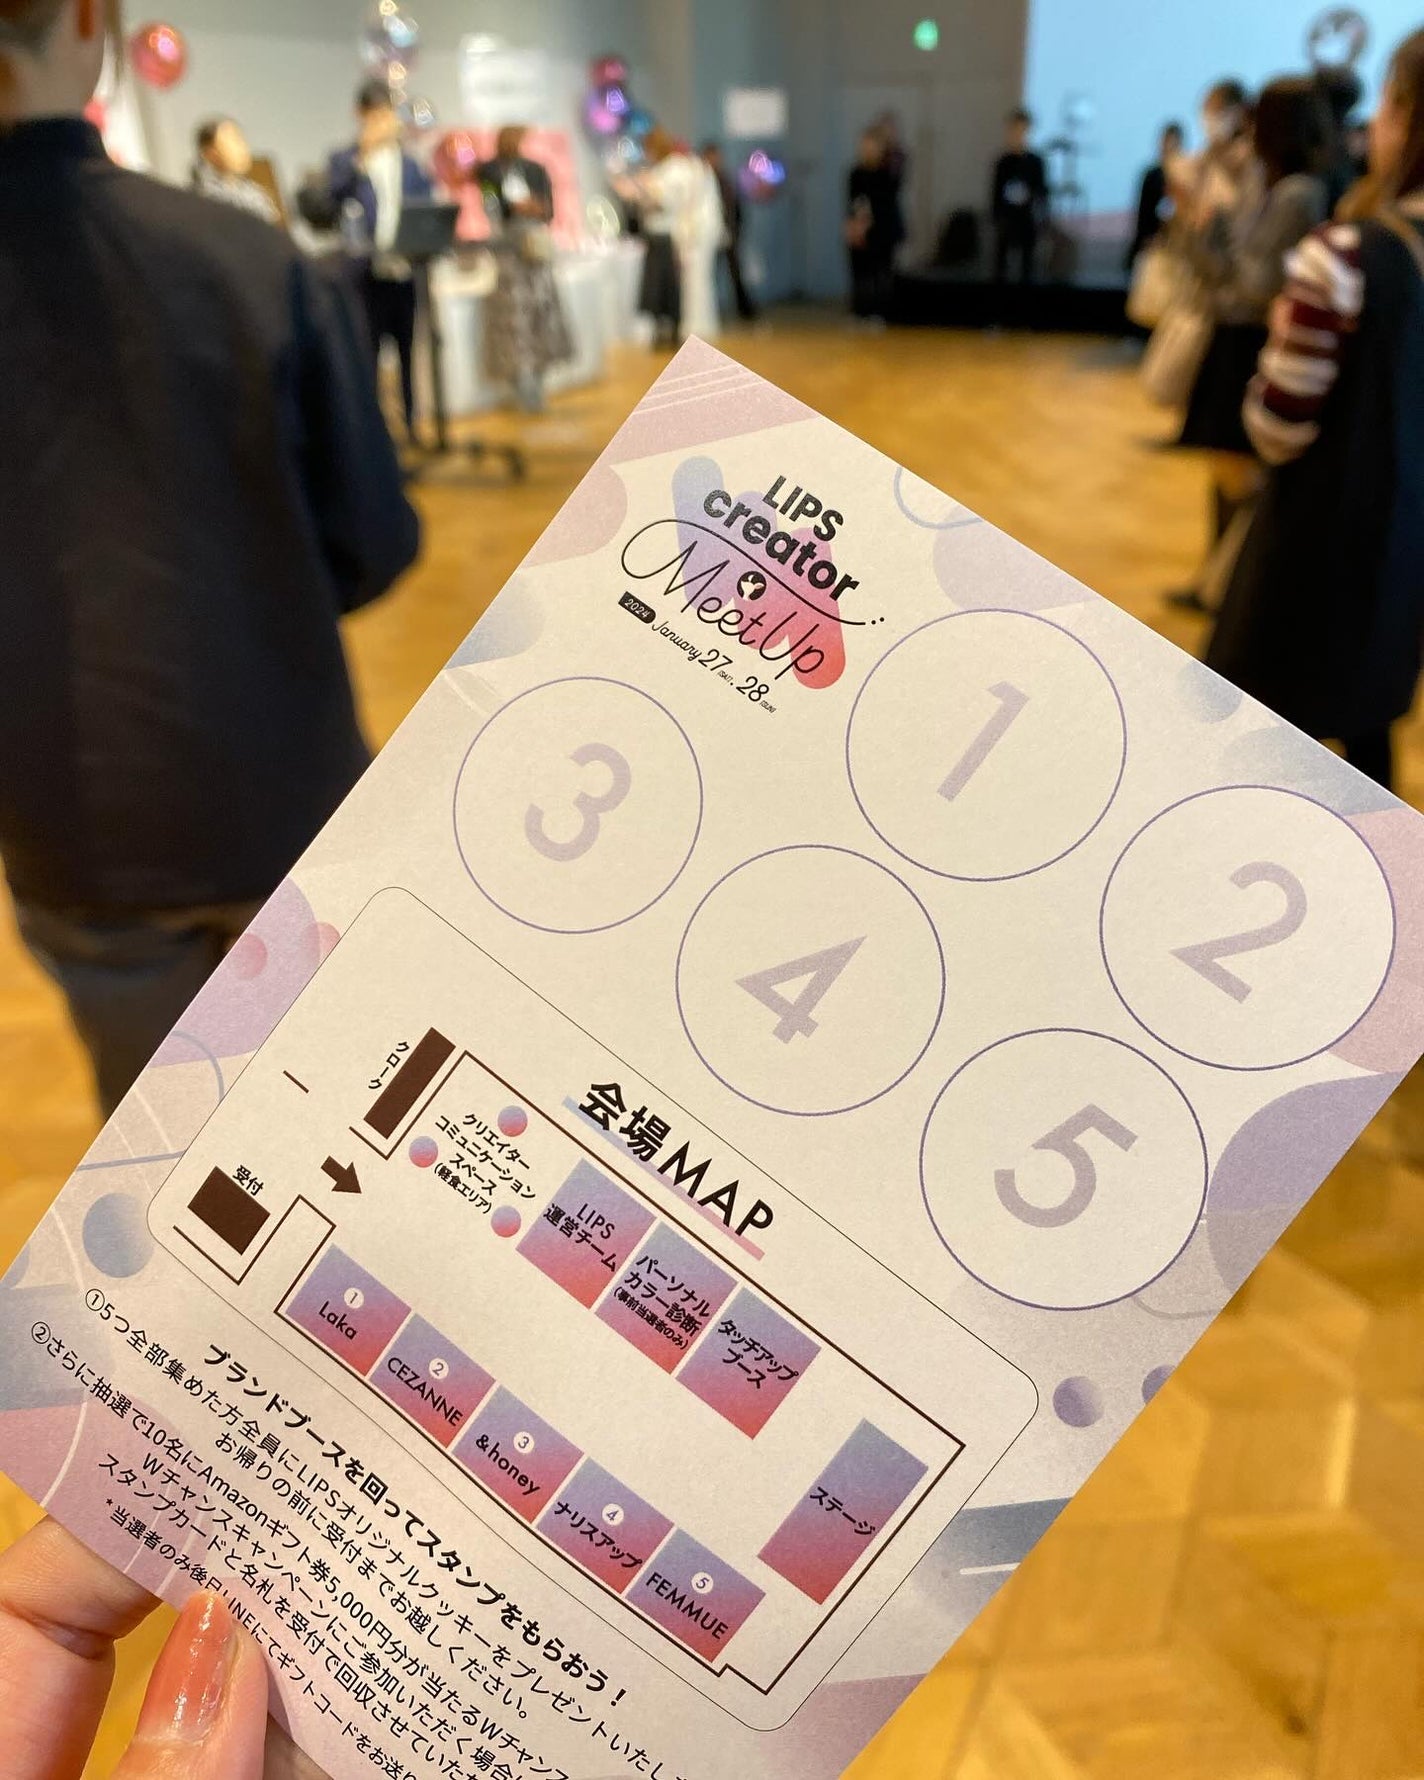 LIPS
creator
MeetUp
2024 January 27(SAT). 28(SUN)
1
2
3
4
5
会場MAP
クローク
受付
クリエイター
コミュニケーション
スペース
(軽食エリア)
LIPS
運営チーム
パーソナル
カラー診断
(事前当選者のみ)
タッチアップ
ブース
ステージ
①
Laka
②
CEZANNE
③
&honey
④
ナリスアップ
⑤
FEMMUE
ブランドブースを回ってスタンプをもらおう!
①5つ全部集めた方全員にLIPSオリジナルクッキーをプレゼントいたし
お帰りの前に受付までお越しください。
②さらに抽選で10名にAmazonギフト券5,000円分が当たるWチャン
Wチャンスキャンペーンにご参加いただく場合
スタンプカードと名札を受付で回収させていた
*当選者のみ後日LINEにてギフトコードをお送り